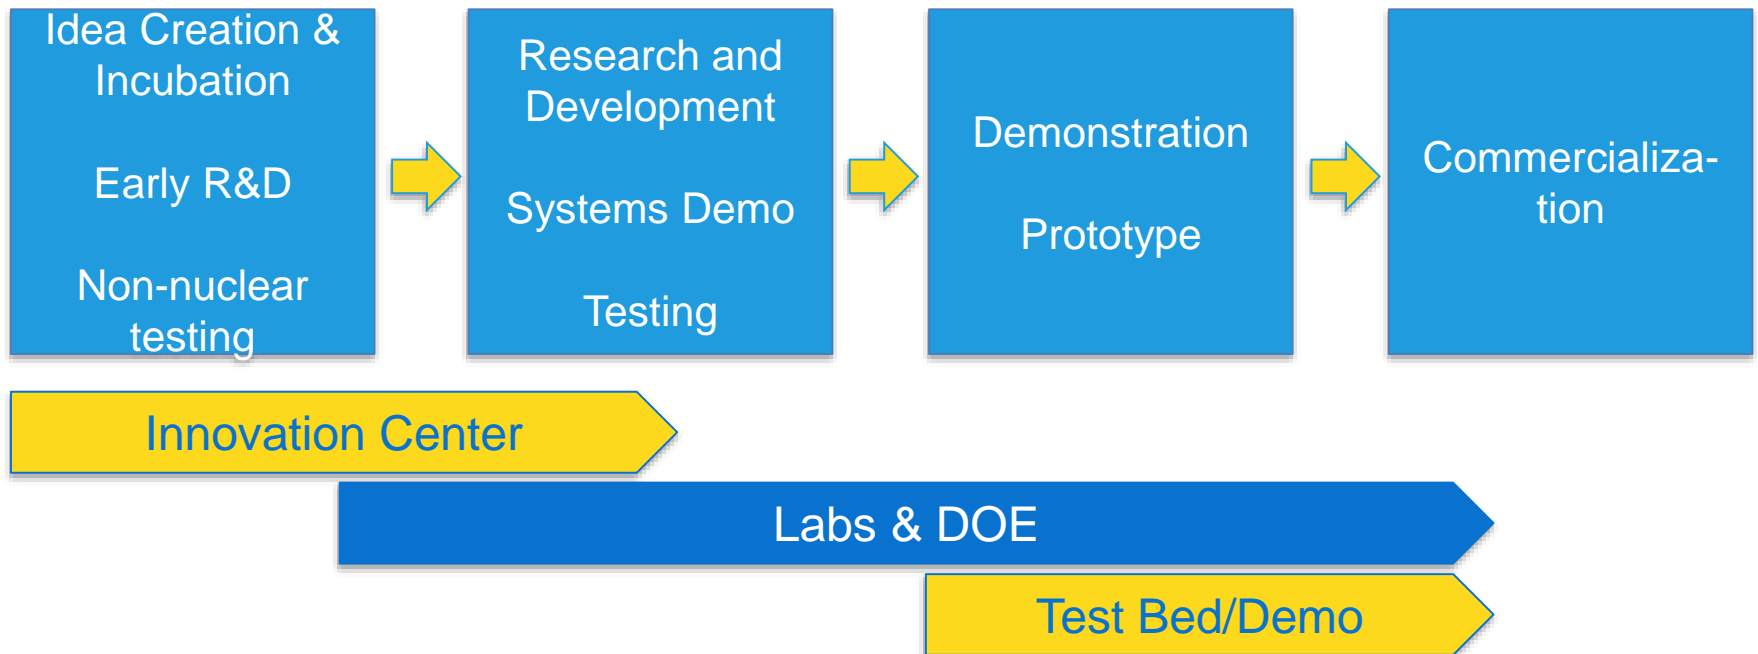 Idea Creation &
Incubation
Early R&D
Non-nuclear
testing
Research and
Development
Systems Demo
Testing
Demonstration
Prototype
Commercializa-
tion
Innovation Center
Labs & DOE
Test Bed/Demo